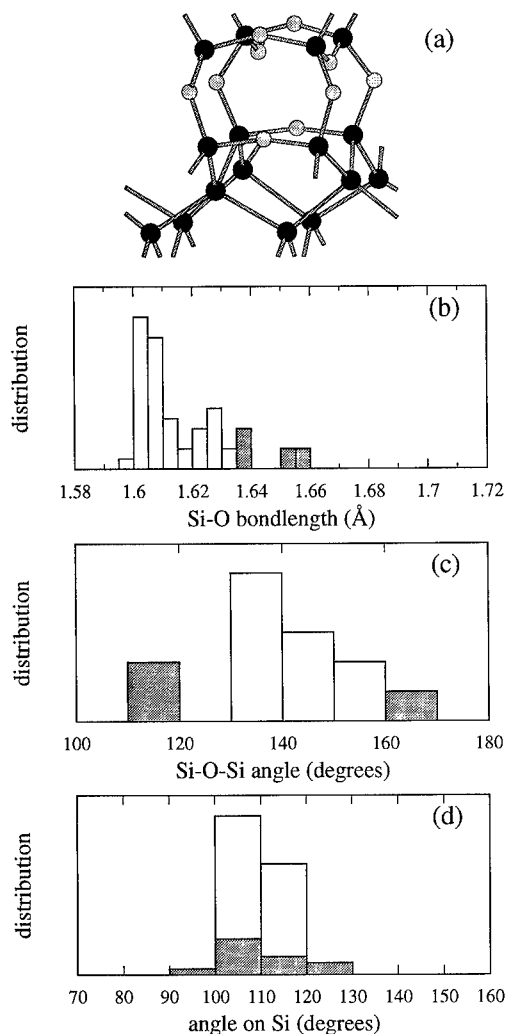 (a)
distribution
(b)
1.58 1.6 1.62 1.64 1.66 1.68 1.7 1.72
Si-O bondlength (Å)
distribution
(c)
100 120 140 160 180
Si-O-Si angle (degrees)
distribution
(d)
70 80 90 100 110 120 130 140 150 160
angle on Si (degrees)